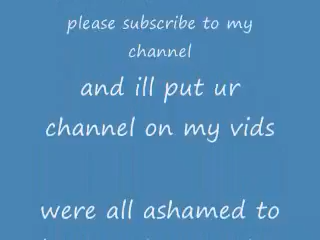 please subscribe to my
channel
and ill put ur
channel on my vids
were all ashamed to